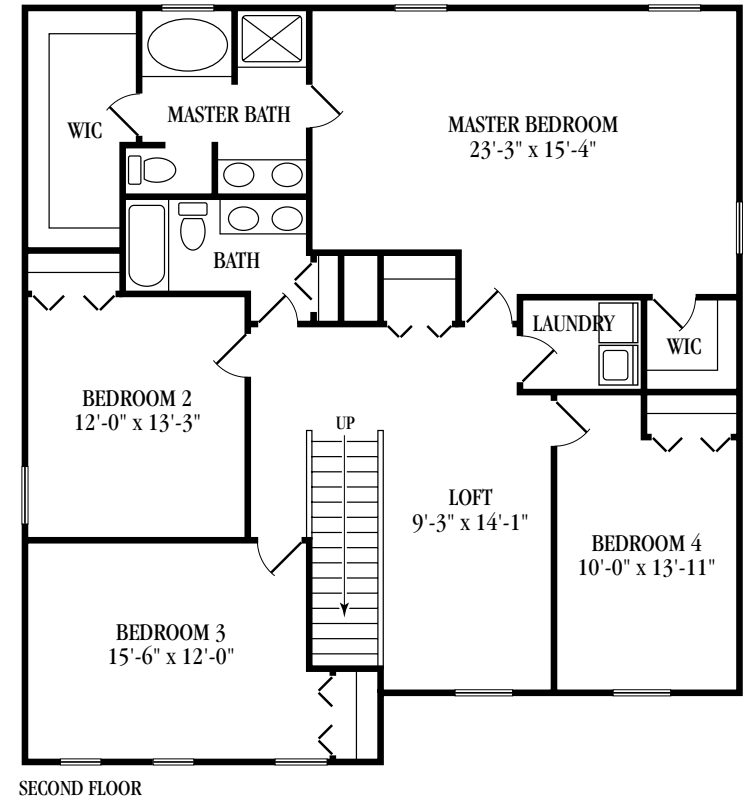 WIC
MASTER BATH
MASTER BEDROOM
23'-3" x 15'-4"
BATH
LAUNDRY
WIC
BEDROOM 2
12'-0" x 13'-3"
UP
LOFT
9'-3" x 14'-1"
BEDROOM 4
10'-0" x 13'-11"
BEDROOM 3
15'-6" x 12'-0"
SECOND FLOOR